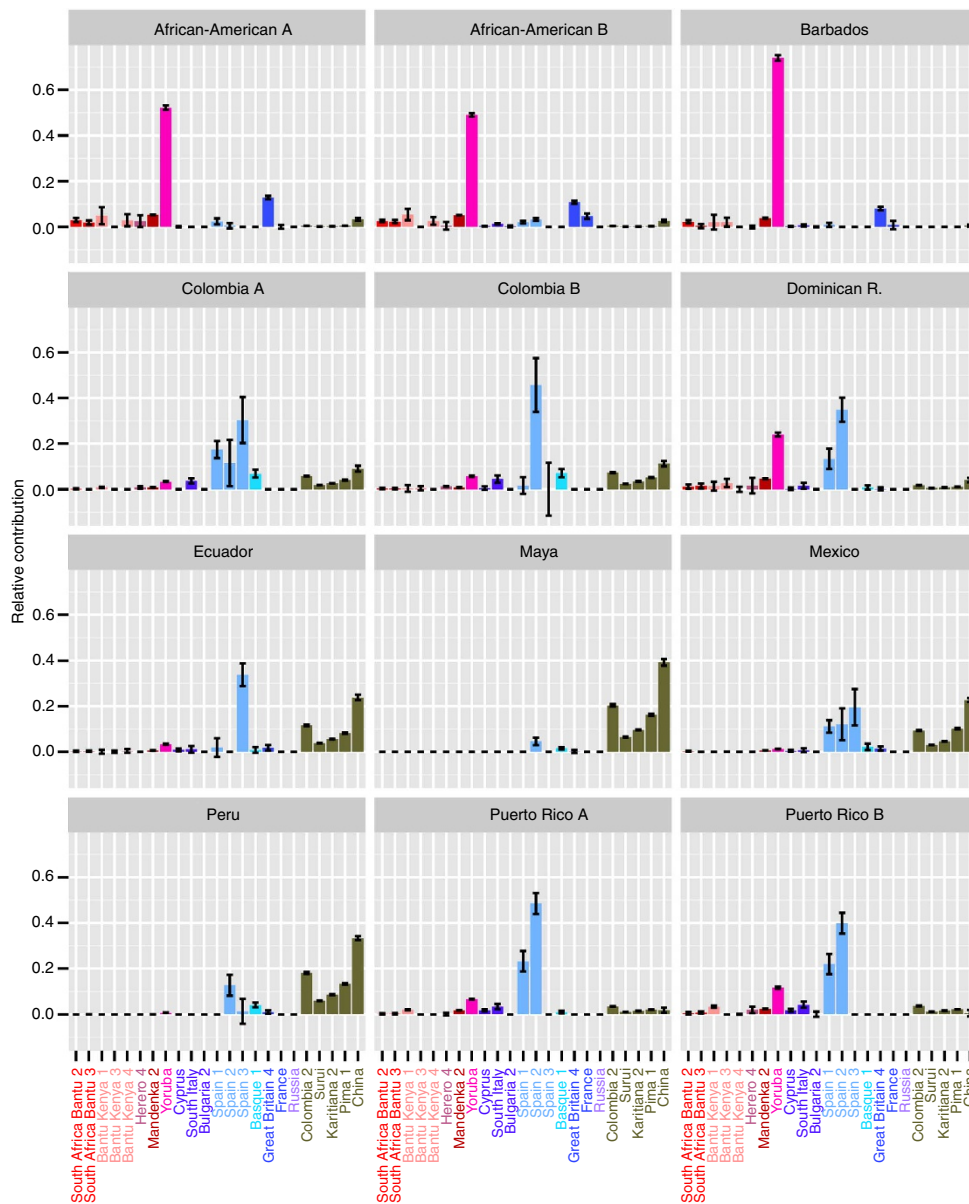 African-American A
African-American B
Barbados
0.6
0.4
0.2
0.0
Colombia A
Colombia B
Dominican R.
0.6
0.4
0.2
0.0
Relative contribution
Ecuador
Maya
Mexico
0.6
0.4
0.2
0.0
Peru
Puerto Rico A
Puerto Rico B
0.6
0.4
0.2
0.0
South Africa Bantu 2
South Africa Bantu 3
Bantu Kenya 1
Bantu Kenya 3
Bantu Kenya 4
Herero 4
Mandenka 2
Yoruba
Cyprus
South Italy
Bulgaria 2
Spain 1
Spain 2
Spain 3
Basque 1
Great Britain 4
France
Russia
Colombia 2
Surui
Karitiana 2
Pima 1
China
South Africa Bantu 2
South Africa Bantu 3
Bantu Kenya 1
Bantu Kenya 3
Bantu Kenya 4
Herero 4
Mandenka 2
Yoruba
Cyprus
South Italy
Bulgaria 2
Spain 1
Spain 2
Spain 3
Basque 1
Great Britain 4
France
Russia
Colombia 2
Surui
Karitiana 2
Pima 1
China
South Africa Bantu 2
South Africa Bantu 3
Bantu Kenya 1
Bantu Kenya 3
Bantu Kenya 4
Herero 4
Mandenka 2
Yoruba
Cyprus
South Italy
Bulgaria 2
Spain 1
Spain 2
Spain 3
Basque 1
Great Britain 4
France
Russia
Colombia 2
Surui
Karitiana 2
Pima 1
China